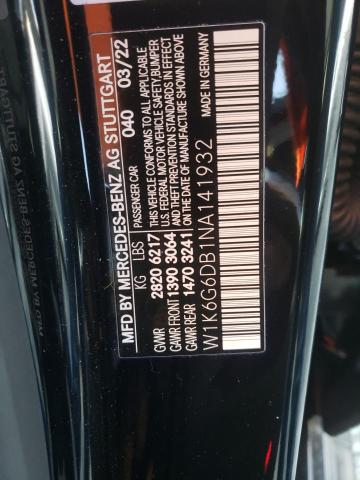 MFD BY MERCEDES-BENZ AG STUTTGART
KG LBS PASSENGER CAR 040 03/22
GVWR 2820 6217 THIS VEHICLE CONFORMS TO ALL APPLICABLE
GAWR FRONT 1390 3064 U.S. FEDERAL MOTOR VEHICLE SAFETY, BUMPER
GAWR REAR 1470 3241 AND THEFT PREVENTION STANDARDS IN EFFECT ON THE
DATE OF MANUFACTURE SHOWN ABOVE
W1K6G6DB1NA141932 MADE IN GERMANY